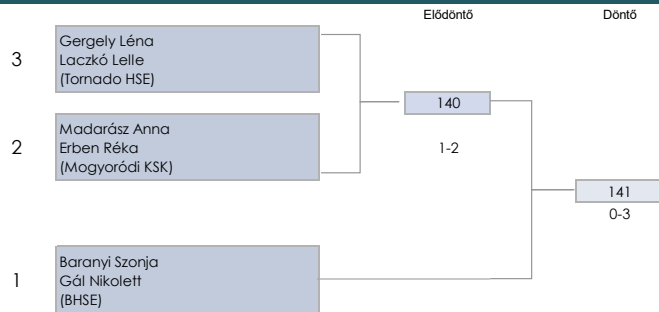 Elődöntő
Döntő
3
Gergely Léna
Laczkó Lelle
(Tornado HSE)
140
2
Madarász Anna
Erben Réka
(Mogyoródi KSK)
1-2
141
0-3
1
Baranyi Szonja
Gál Nikolett
(BHSE)